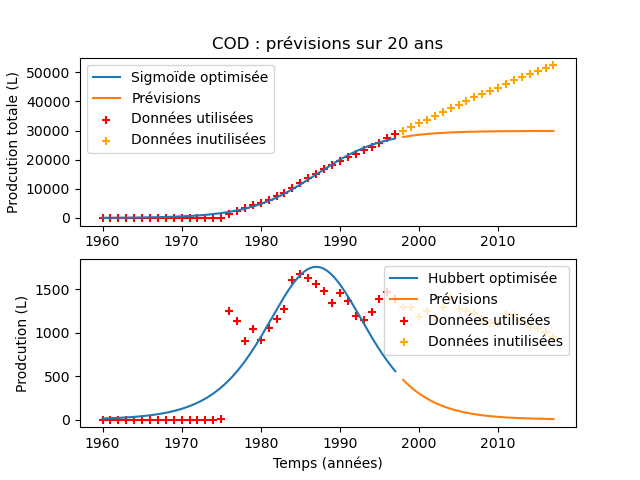 COD : prévisions sur 20 ans
Prodcution totale (L)
50000
40000
30000
20000
10000
0
Sigmoïde optimisée
Prévisions
Données utilisées
Données inutilisées
1960 1970 1980 1990 2000 2010
Prodcution (L)
1500
1000
500
0
Hubbert optimisée
Prévisions
Données utilisées
Données inutilisées
1960 1970 1980 1990 2000 2010
Temps (années)